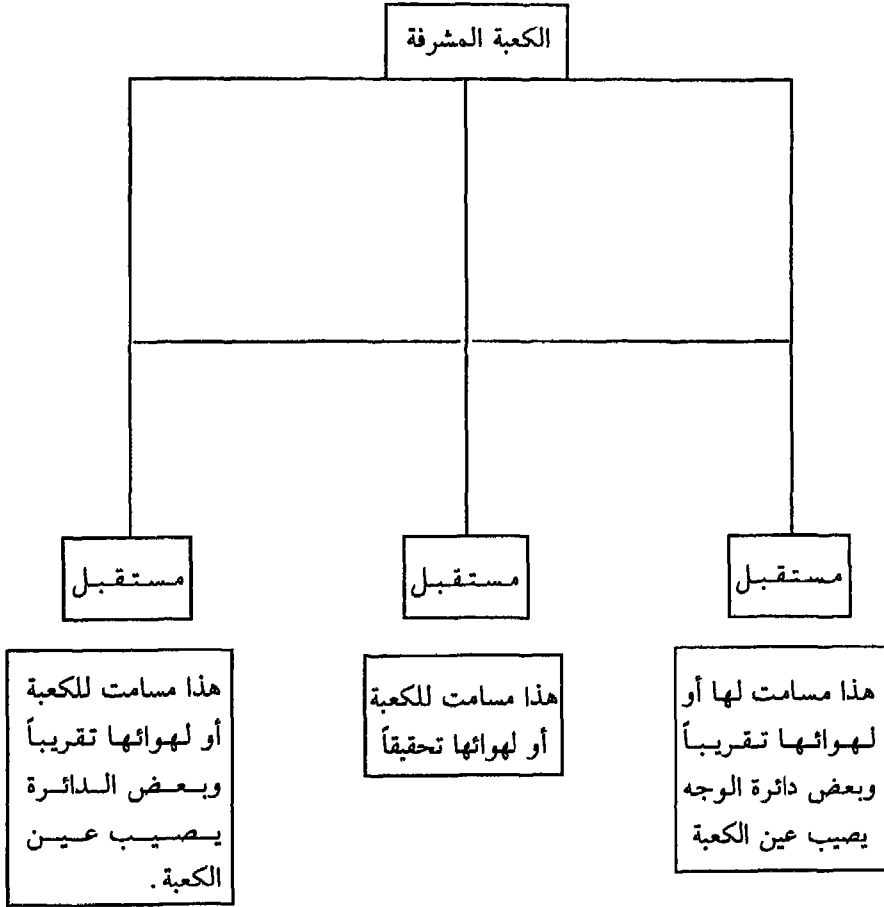 الكعبة المشرفة
مستقبل
مستقبل
مستقبل
هذا مسامت لها أو
لهوائها تقريباً
وبعض دائرة الوجه
يصيب عين الكعبة
هذا مسامت للكعبة
أو لهوائها تحقيقاً
هذا مسامت للكعبة
أو لهوائها تقريباً
وبعض الدائرة
يصيب عين
الكعبة.